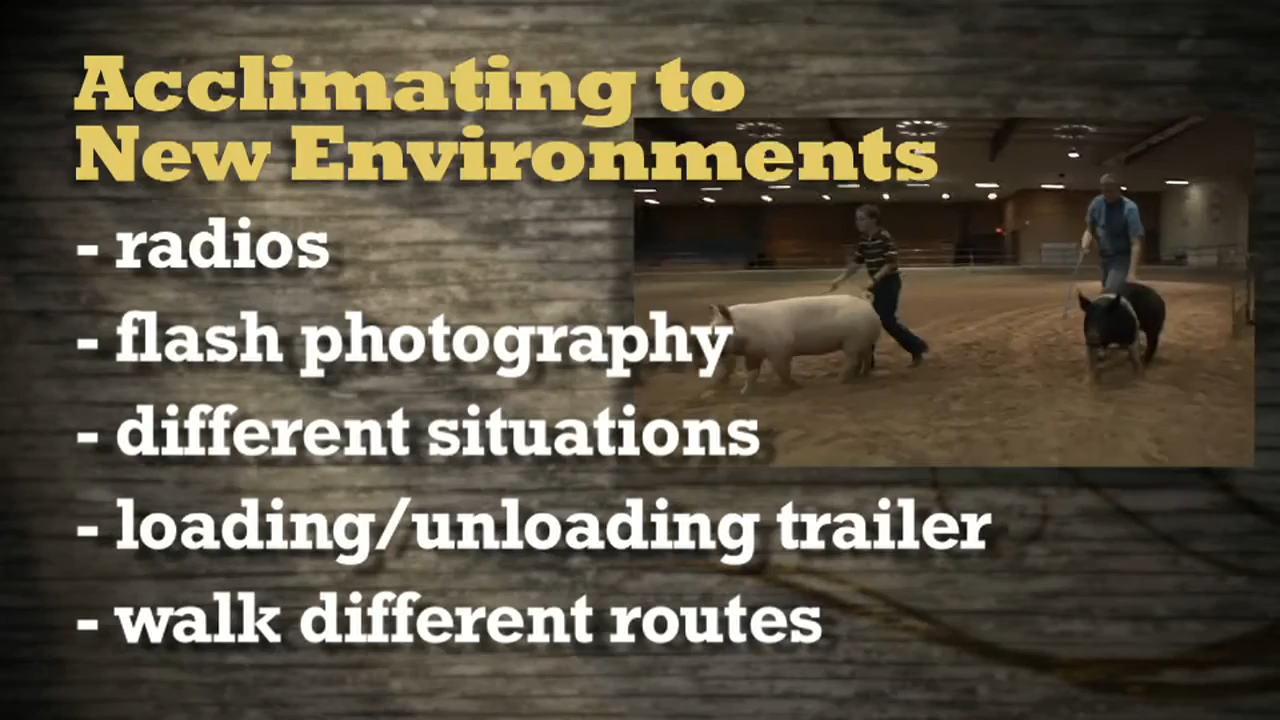 Acclimating to
New Environments
- radios
- flash photography
- different situations
- loading/unloading trailer
- walk different routes